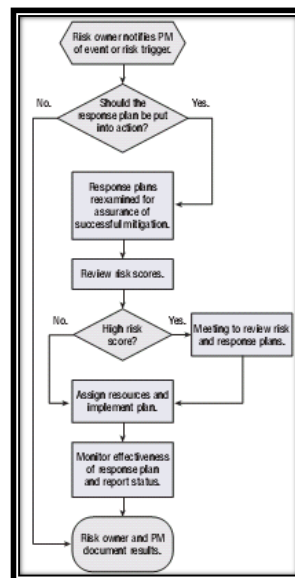 Risk owner notifies PM
of event or risk trigger.
No.
Should the
response plan be put
into action?
Yes.
Response plans
reexamined for
assurance of
successful mitigation.
Review risk scores.
No.
High risk
score?
Yes.
Meeting to review risk
and response plans.
Assign resources and
implement plan.
Monitor effectiveness
of response plan
and report status.
Risk owner and PM
document results.